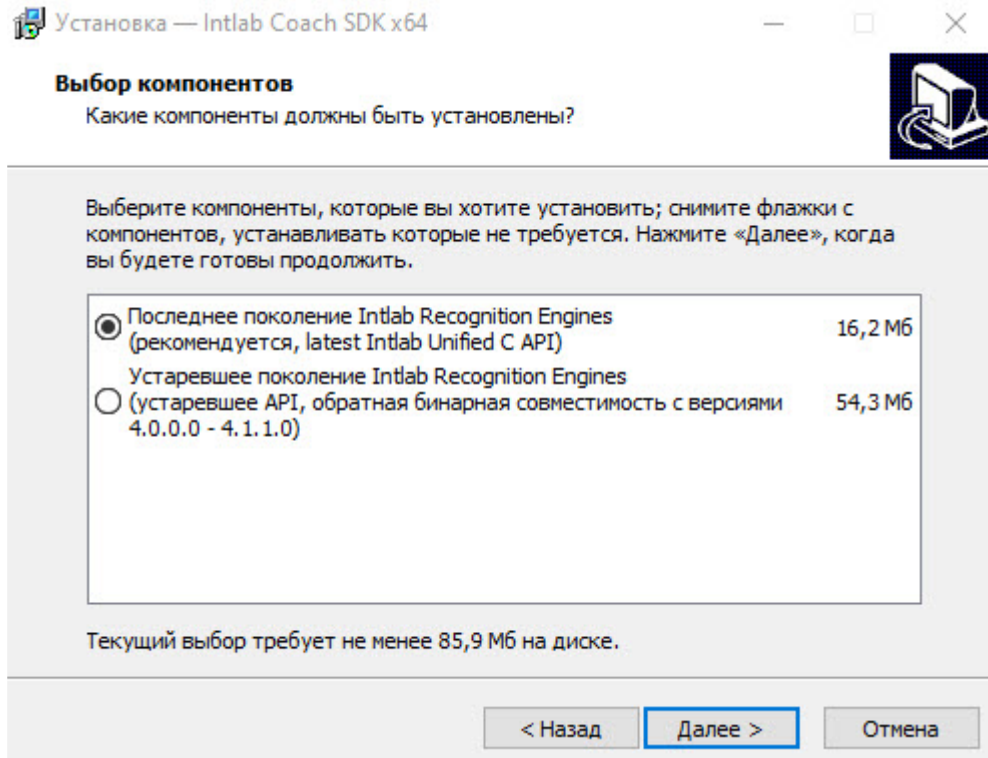 Установка — Intlab Coach SDK x64
Выбор компонентов
Какие компоненты должны быть установлены?
Выберите компоненты, которые вы хотите установить; снимите флажки с
компонентов, устанавливать которые не требуется. Нажмите «Далее», когда
вы будете готовы продолжить.
Последнее поколение Intlab Recognition Engines
(рекомендуется, latest Intlab Unified C API) 16,2 Мб
Устаревшее поколение Intlab Recognition Engines
(устаревшее API, обратная бинарная совместимость с версиями 54,3 Мб
4.0.0.0 - 4.1.1.0)
Текущий выбор требует не менее 85,9 Мб на диске.
< Назад Далее > Отмена